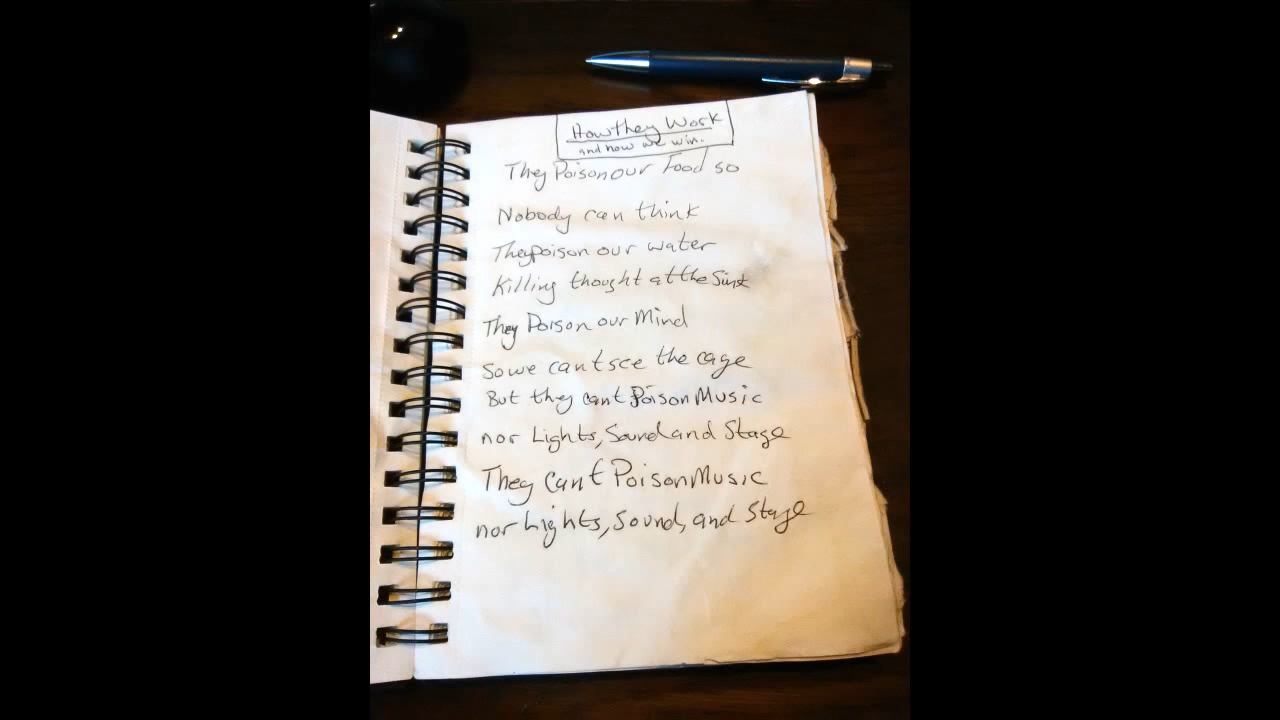 How they Work
and how we win.
They Poison our Food so
Nobody can think
They poison our water
Killing thought at the Sink
They Poison our Mind
So we cant see the cage
But they cant Poison Music
nor Lights, Sound and Stage
They can't Poison Music
nor Lights, Sound, and Stage